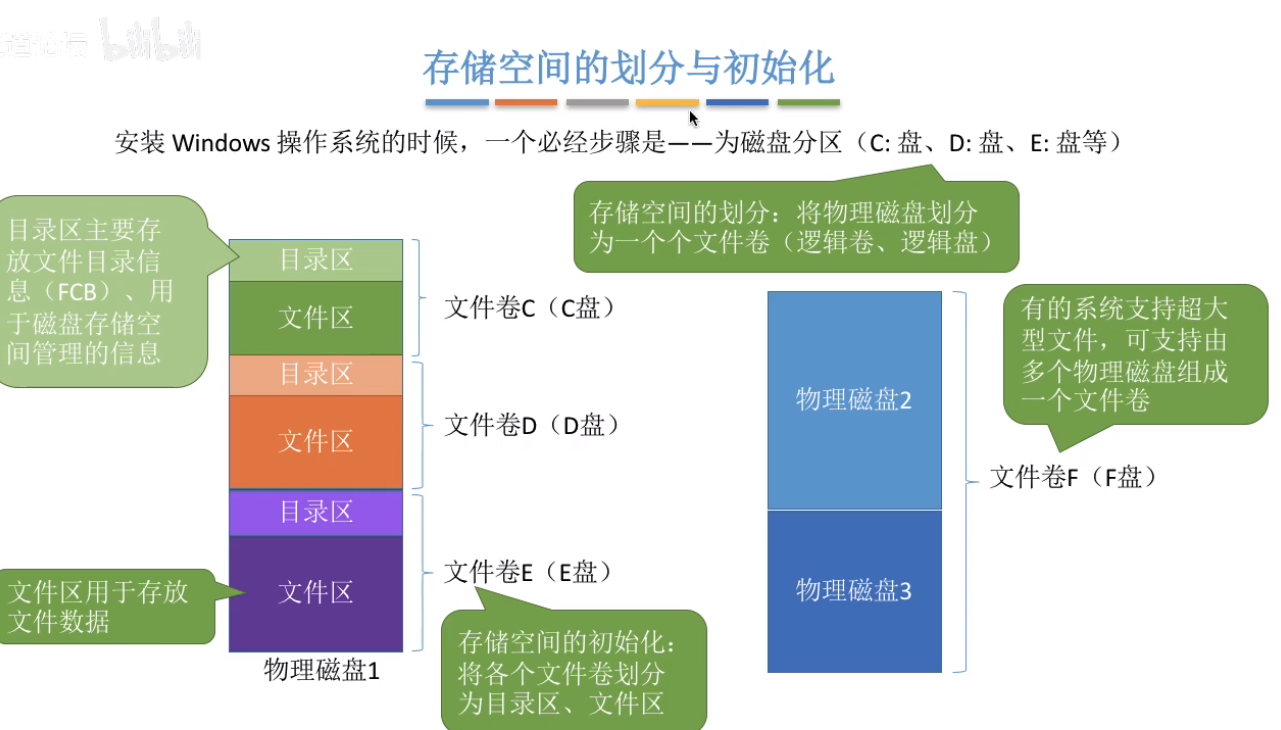 bilibili
存储空间的划分与初始化
安装 Windows 操作系统的时候，一个必经步骤是——为磁盘分区（C: 盘、D: 盘、E: 盘等）
存储空间的划分：将物理磁盘划分
为一个个文件卷（逻辑卷、逻辑盘）
目录区主要存
放文件目录信
息（FCB）、用
于磁盘存储空
间管理的信息
目录区
文件区
文件卷C（C盘）
目录区
文件区
文件卷D（D盘）
目录区
文件区
文件卷E（E盘）
文件区用于存放
文件数据
物理磁盘1
存储空间的初始化：
将各个文件卷划分
为目录区、文件区
物理磁盘2
物理磁盘3
有的系统支持超大
型文件，可支持由
多个物理磁盘组成
一个文件卷
文件卷F（F盘）